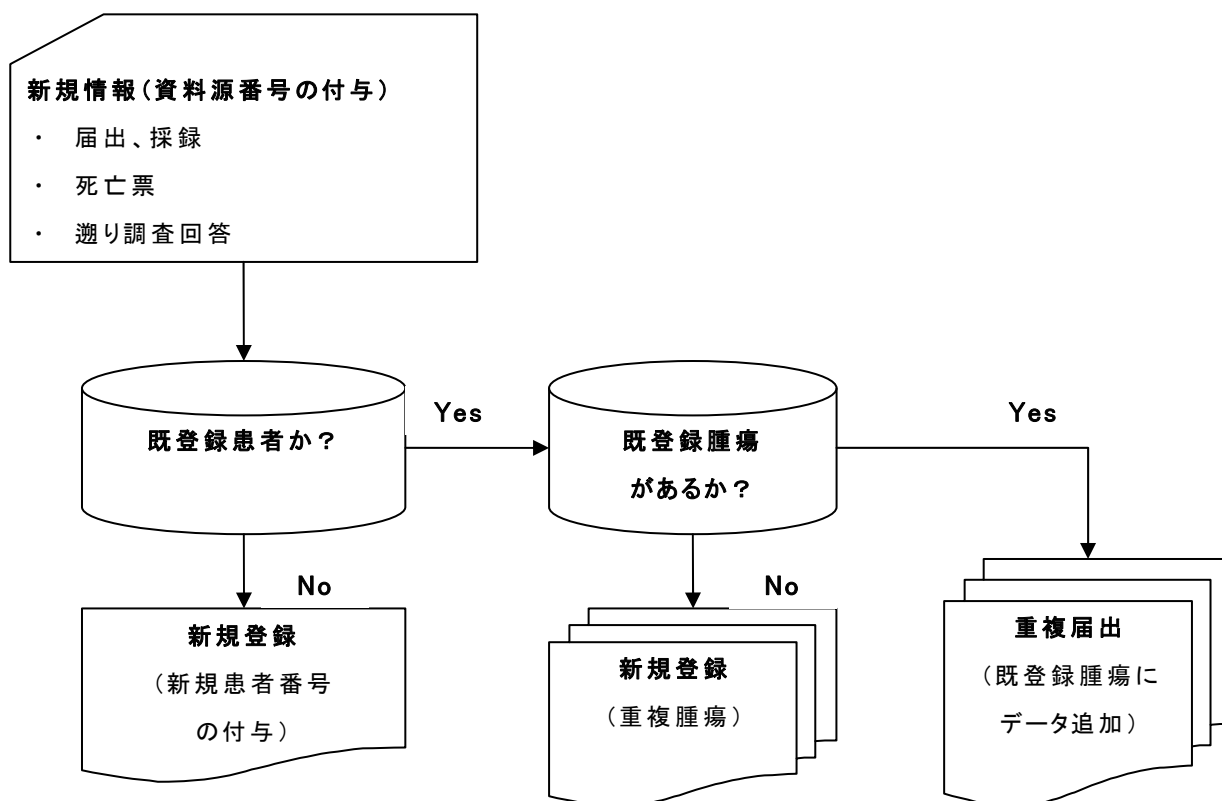 新規情報（資料源番号の付与）
・ 届出、採録
・ 死亡票
・ 遡り調査回答
既登録患者か？
Yes
既登録腫瘍
があるか？
Yes
No
新規登録
（新規患者番号
の付与）
No
新規登録
（重複腫瘍）
重複届出
（既登録腫瘍に
データ追加）